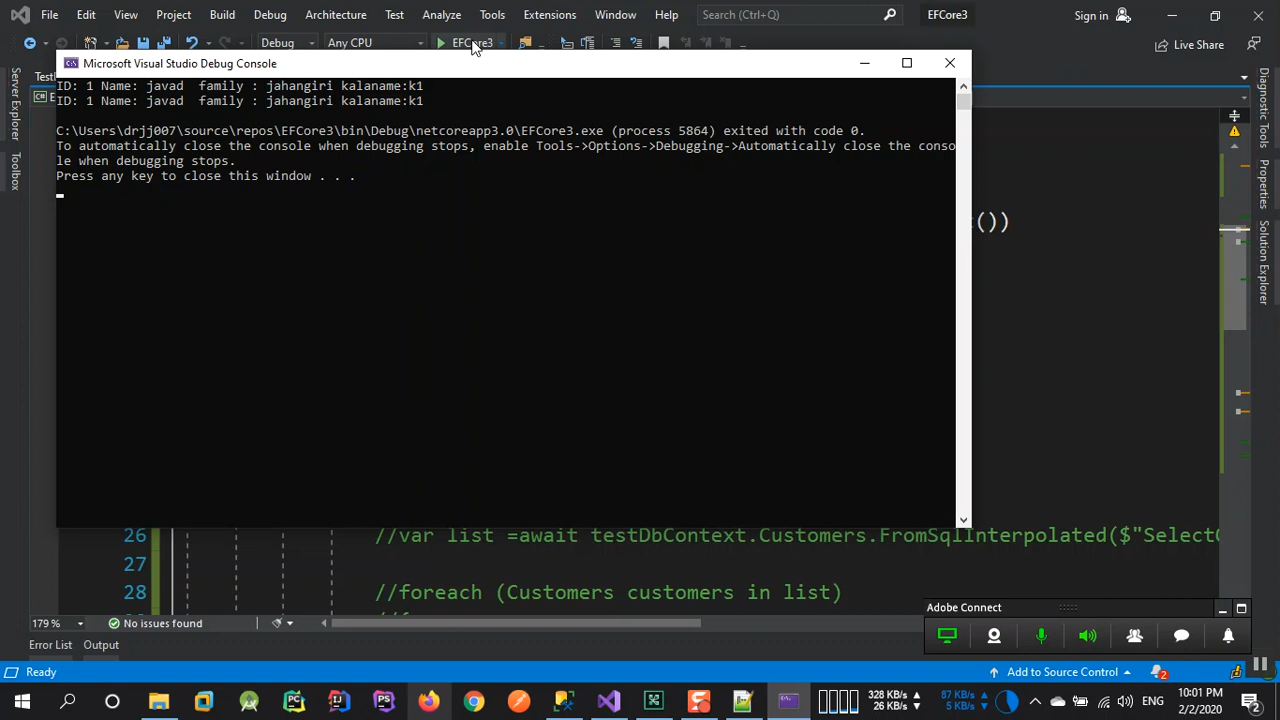 File Edit View Project Build Debug Architecture Test Analyze Tools Extensions Window Help Search (Ctrl+Q) EFCore3 Sign in
Debug Any CPU EFCore3 Live Share
Microsoft Visual Studio Debug Console
ID: 1 Name: javad  family : jahangiri kalaname:k1
ID: 1 Name: javad  family : jahangiri kalaname:k1
C:\Users\drjj007\source\repos\EFCore3\bin\Debug\netcoreapp3.0\EFCore3.exe (process 5864) exited with code 0.
To automatically close the console when debugging stops, enable Tools->Options->Debugging->Automatically close the conso
le when debugging stops.
Press any key to close this window . . .
Server Explorer
Toolbox
Diagnostic Tools
Properties
Solution Explorer
())
26 //var list =await testDbContext.Customers.FromSqlInterpolated($"Select
27
28 //foreach (Customers customers in list)
Adobe Connect
179 % No issues found
Error List Output
Ready Add to Source Control 2
PC IJ PS 328 KB/s 26 KB/s 87 KB/s 5 KB/s ENG 10:01 PM
2/2/2020 2